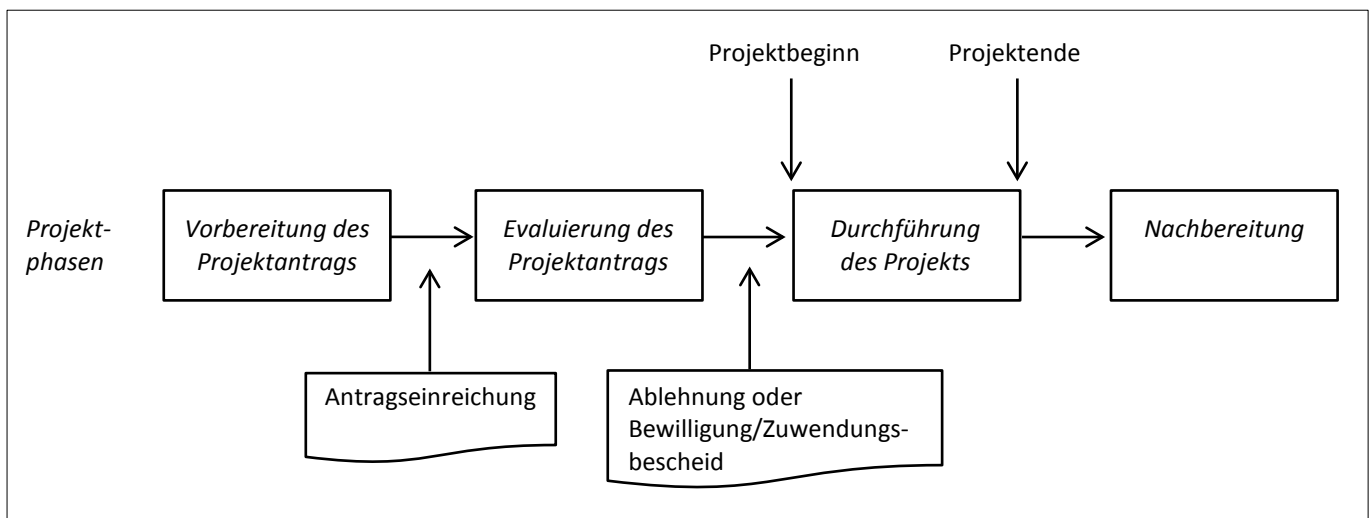 Projektbeginn
Projektende
Projekt-
phasen
Vorbereitung des
Projektantrags
Evaluierung des
Projektantrags
Durchführung
des Projekts
Nachbereitung
Antragseinreichung
Ablehnung oder
Bewilligung/Zuwendungs-
bescheid